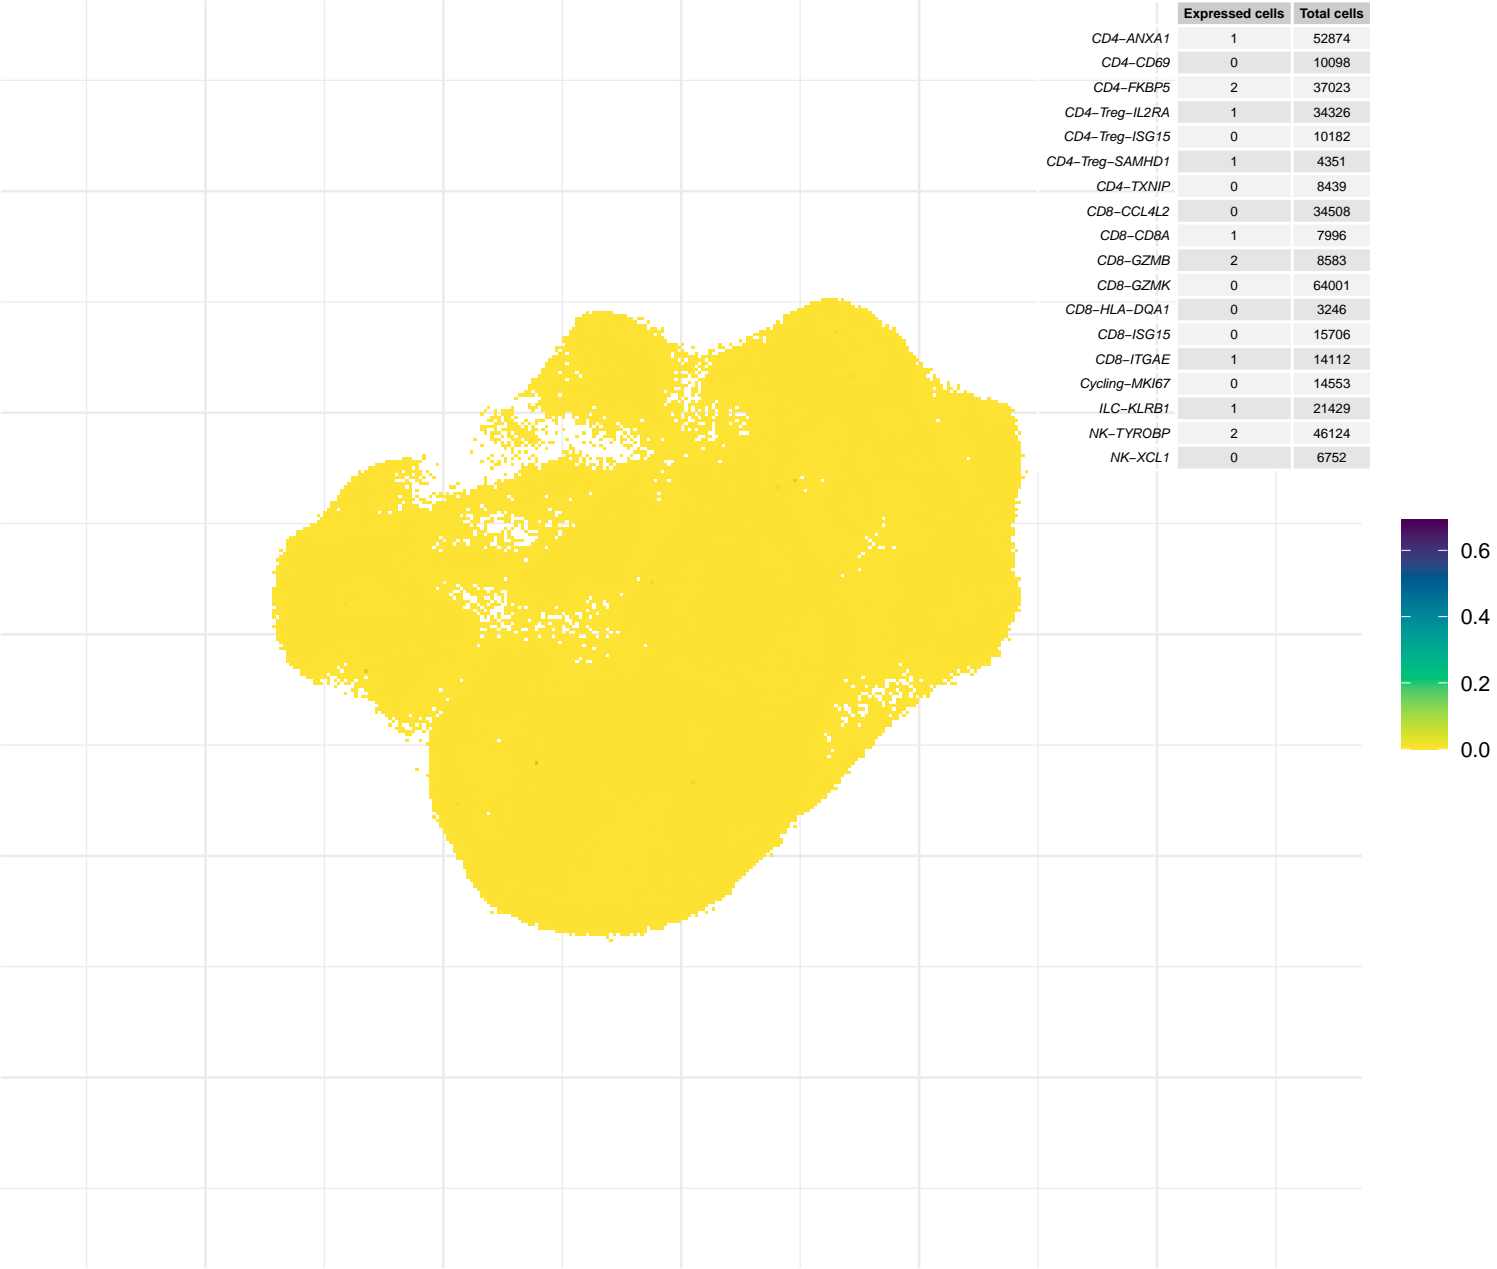 Expressed cells Total cells
CD4−ANXA1 1 52874
CD4−CD69 0 10098
CD4−FKBP5 2 37023
CD4−Treg−IL2RA 1 34326
CD4−Treg−ISG15 0 10182
CD4−Treg−SAMHD1 1 4351
CD4−TXNIP 0 8439
CD8−CCL4L2 0 34508
CD8−CD8A 1 7996
CD8−GZMB 2 8583
CD8−GZMK 0 64001
CD8−HLA−DQA1 0 3246
CD8−ISG15 0 15706
CD8−ITGAE 1 14112
Cycling−MKI67 0 14553
ILC−KLRB1 1 21429
NK−TYROBP 2 46124
NK−XCL1 0 6752
0.6
0.4
0.2
0.0